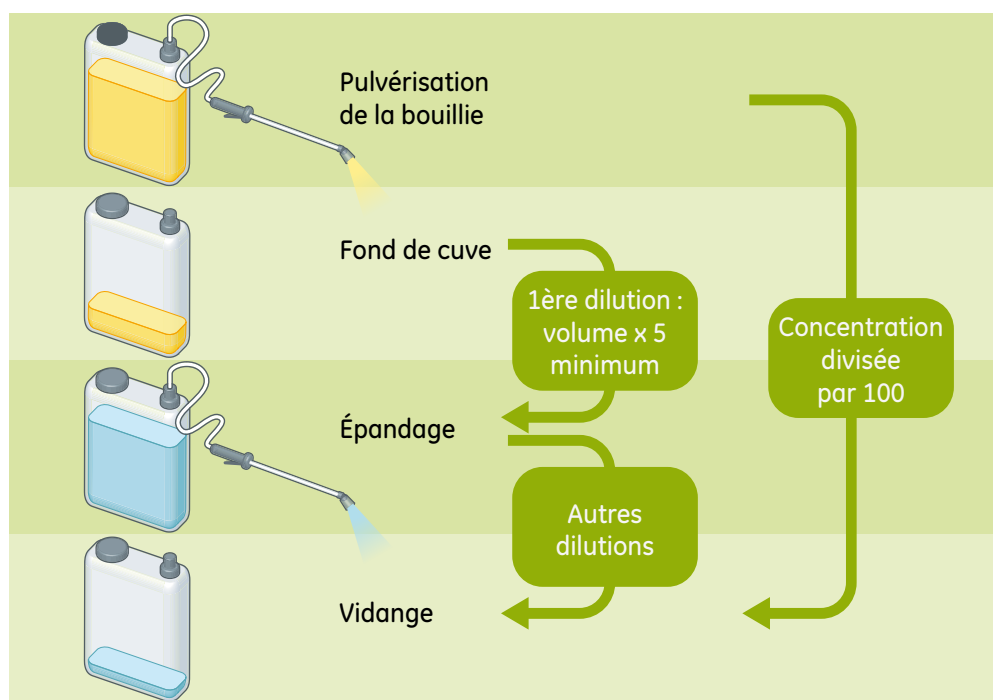 Pulvérisation
de la bouillie
Fond de cuve
1ère dilution :
volume x 5
minimum
Concentration
divisée
par 100
Épandage
Autres
dilutions
Vidange